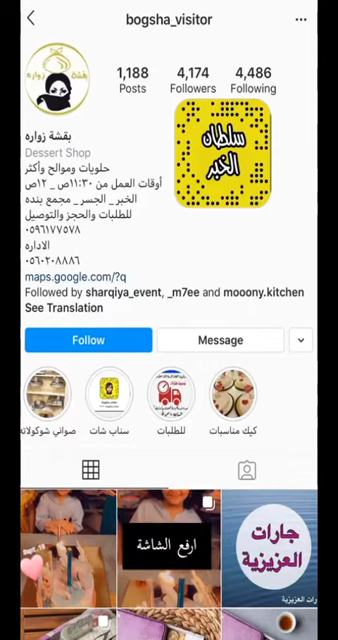 bogsha_visitor
بقشة زواره
1,188
4,174
4,486
Posts
Followers
Following
سلطان
الخبر
بقشة زواره
Dessert Shop
حلويات وموالح وأكثر
أوقات العمل من ١١:٣٠ص _ ١٢ص
الخبر _ الجسر _ مجمع بنده
للطلبات والحجز والتوصيل
٠٥٩٦١٧٧٥٧٨
الاداره
٠٥٦٠٢٠٨٨٨٦
maps.google.com/?q
Followed by sharqiya_event, _m7ee and mooony.kitchen
See Translation
Follow
Message
صواني شوكولاته
سناب شات
للطلبات
كيك مناسبات
ارفع الشاشة
جارات
العزيزية